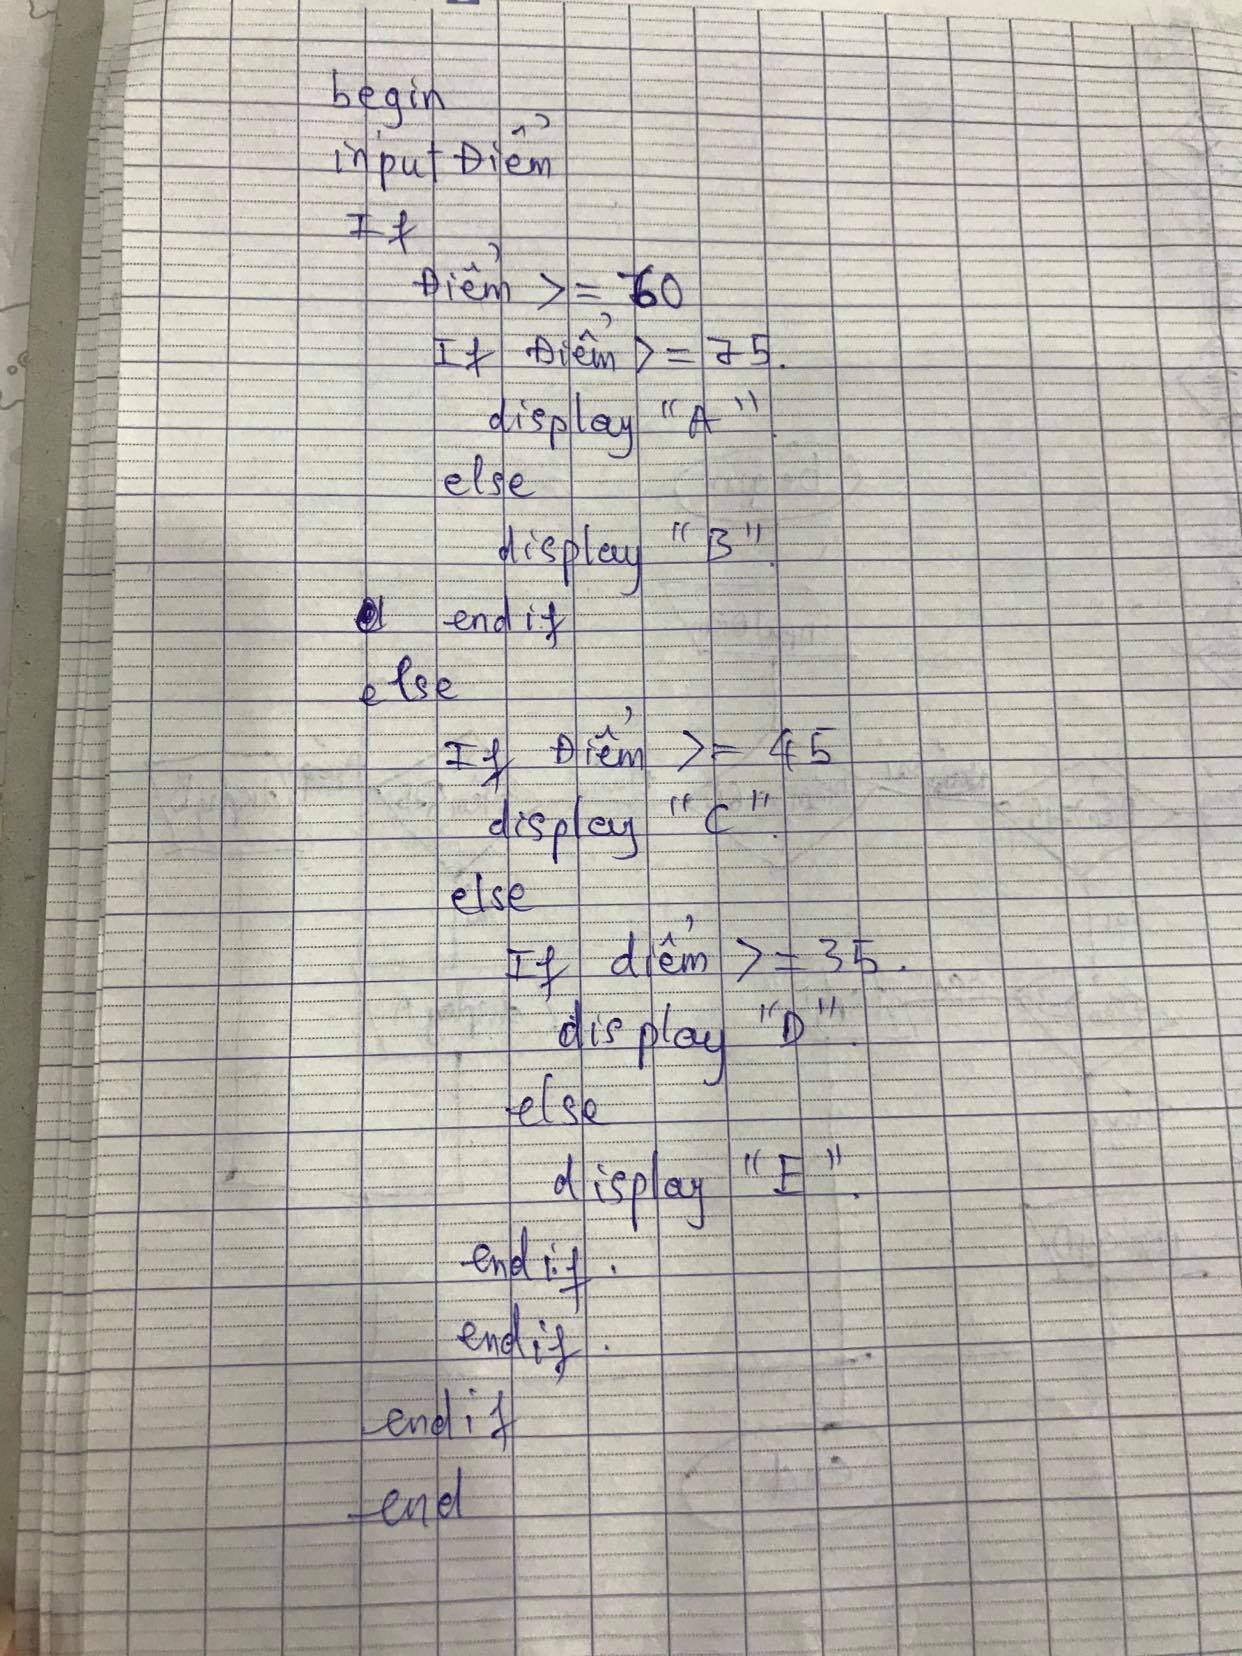 begin
input Điểm
If
Điểm >= 60
If Điểm >= 75.
display "A".
else
display "B".
endif
else
If Điểm >= 45
display "C".
else
If điểm >= 35.
display "D".
else
display "E".
endif.
endif.
endif
end